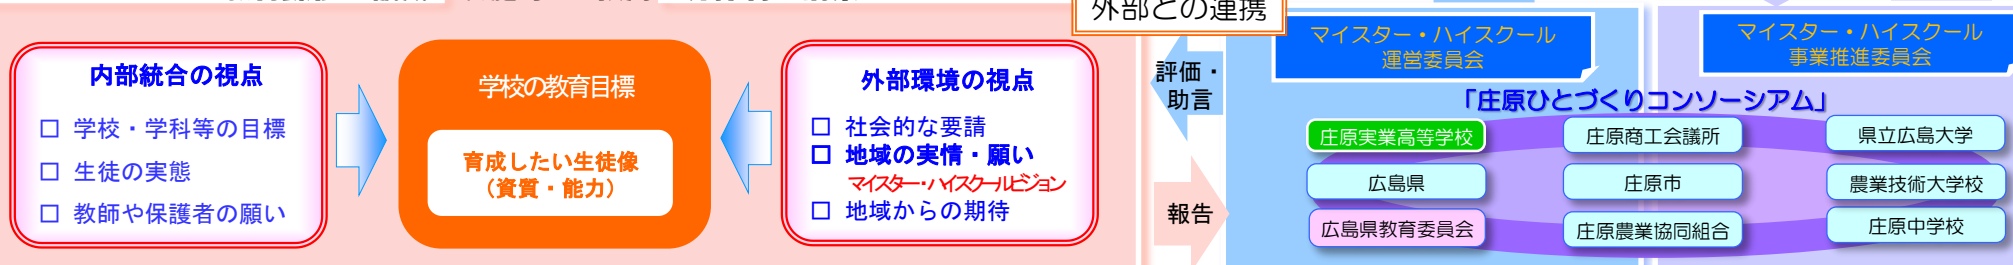 外部との連携
内部統合の視点
□ 学校・学科等の目標
□ 生徒の実態
□ 教師や保護者の願い
学校の教育目標
育成したい生徒像
（資質・能力）
外部環境の視点
□ 社会的な要請
□ 地域の実情・願い
マイスター・ハイスクールビジョン
□ 地域からの期待
評価・
助言
報告
マイスター・ハイスクール
運営委員会
マイスター・ハイスクール
事業推進委員会
「庄原ひとづくりコンソーシアム」
庄原実業高等学校
庄原商工会議所
県立広島大学
広島県
庄原市
農業技術大学校
広島県教育委員会
庄原農業協同組合
庄原中学校